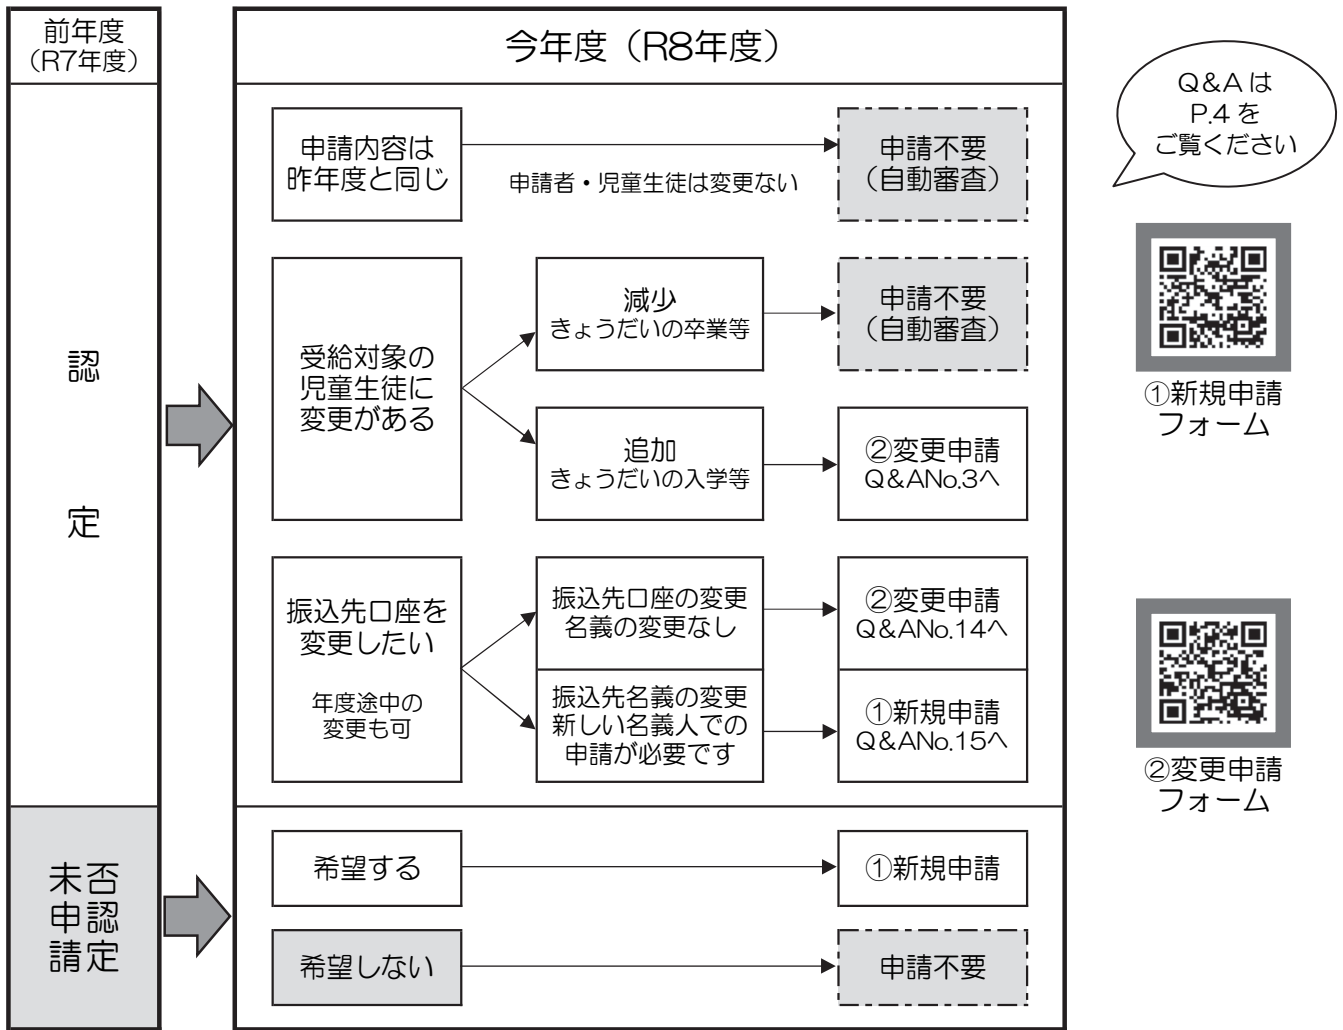 前年度
（R7年度）
今年度（R8年度）
認
定
申請内容は
昨年度と同じ
申請者・児童生徒は変更ない
申請不要
（自動審査）
受給対象の
児童生徒に
変更がある
減少
きょうだいの卒業等
申請不要
（自動審査）
追加
きょうだいの入学等
②変更申請
Q&ANo.3へ
振込先口座を
変更したい
年度途中の
変更も可
振込先口座の変更
名義の変更なし
②変更申請
Q&ANo.14へ
振込先名義の変更
新しい名義人での
申請が必要です
①新規申請
Q&ANo.15へ
未申請
否認定
希望する
①新規申請
希望しない
申請不要
Q&Aは
P.4を
ご覧ください
①新規申請
フォーム
②変更申請
フォーム